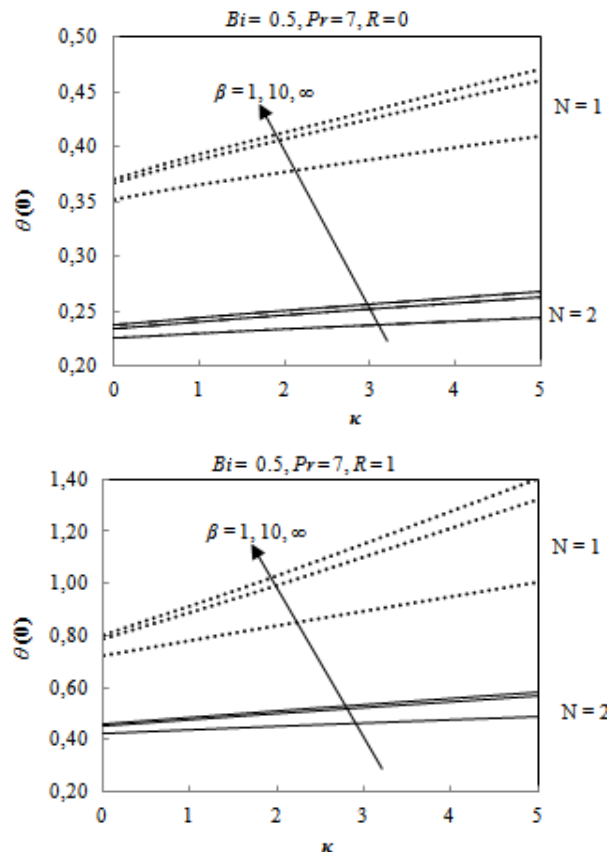 Bi = 0.5, Pr = 7, R = 0
0,50
0,45
0,40
0,35
0,30
0,25
0,20
θ(0)
β = 1, 10, ∞
N = 1
N = 2
0 1 2 3 4 5
κ
Bi = 0.5, Pr = 7, R = 1
1,40
1,20
1,00
0,80
0,60
0,40
0,20
θ(0)
β = 1, 10, ∞
N = 1
N = 2
0 1 2 3 4 5
κ